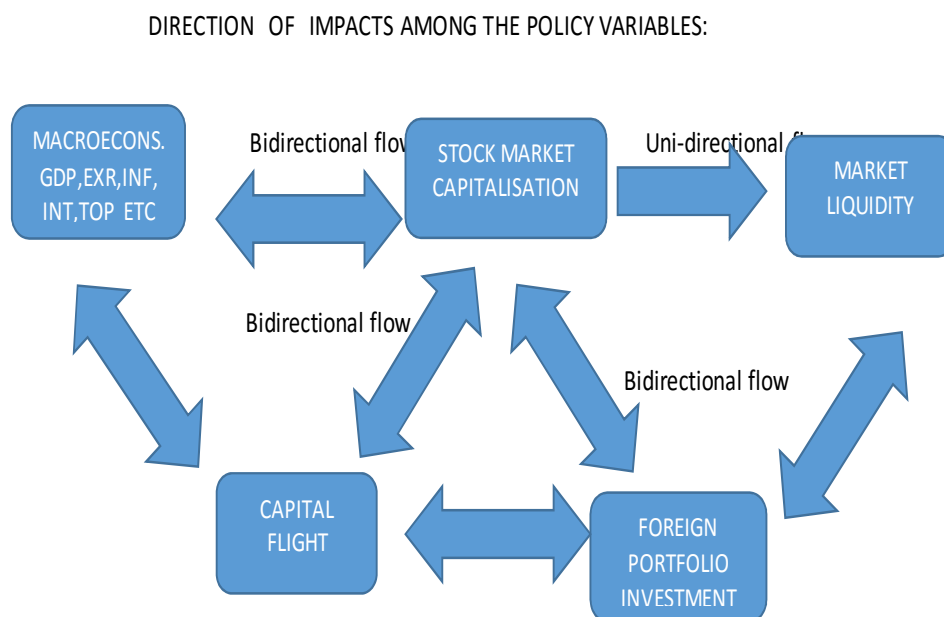 DIRECTION OF IMPACTS AMONG THE POLICY VARIABLES:
MACROECONS.
GDP,EXR,INF,
INT,TOP ETC
Bidirectional flow
STOCK MARKET
CAPITALISATION
Uni-directional
MARKET
LIQUIDITY
Bidirectional flow
Bidirectional flow
CAPITAL
FLIGHT
FOREIGN
PORTFOLIO
INVESTMENT